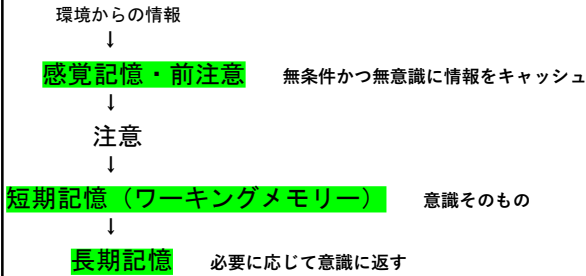 環境からの情報
↓
感覚記憶・前注意　無条件かつ無意識に情報をキャッシュ
↓
注意
↓
短期記憶（ワーキングメモリー）　意識そのもの
↓
長期記憶　必要に応じて意識に返す